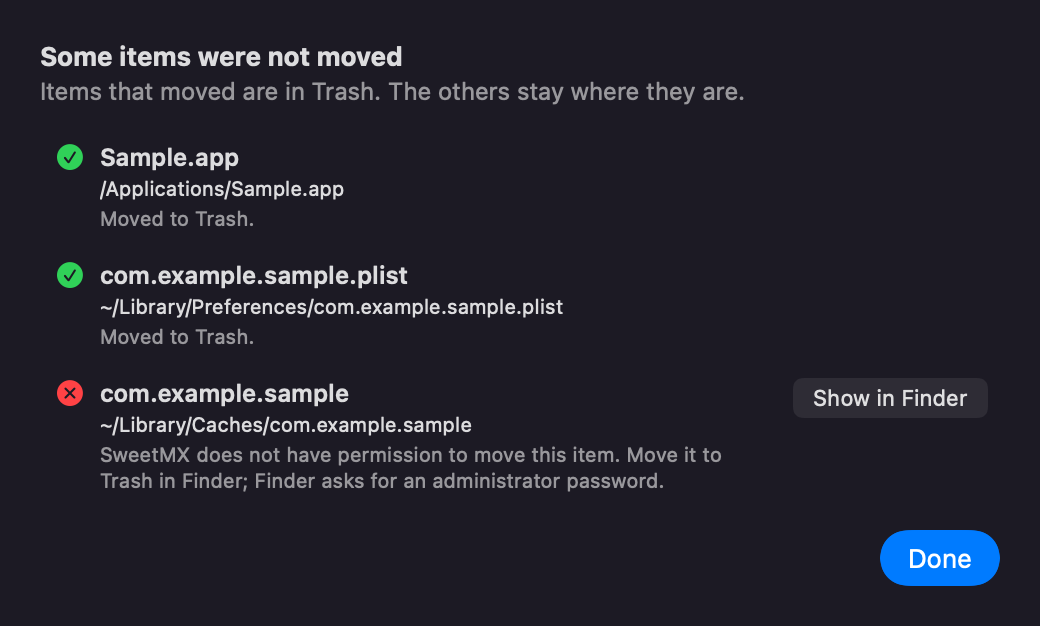 Some items were not moved
Items that moved are in Trash. The others stay where they are.
Sample.app
/Applications/Sample.app
Moved to Trash.
com.example.sample.plist
~/Library/Preferences/com.example.sample.plist
Moved to Trash.
com.example.sample
Show in Finder
~/Library/Caches/com.example.sample
SweetMX does not have permission to move this item. Move it to
Trash in Finder; Finder asks for an administrator password.
Done